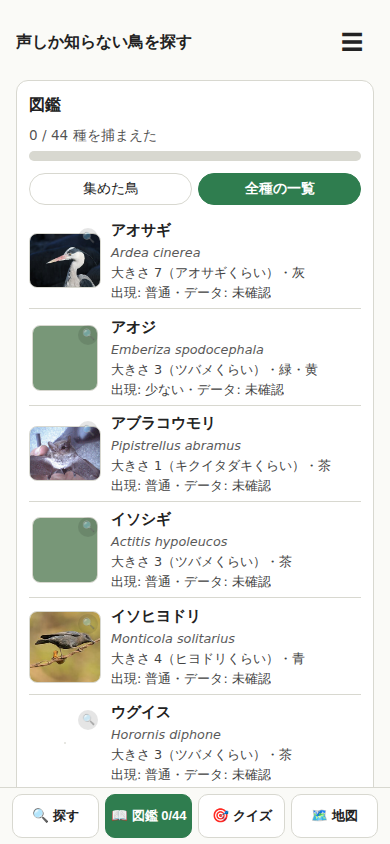 声しか知らない鳥を探す
図鑑
0 / 44 種を捕まえた
集めた鳥
全種の一覧
アオサギ
Ardea cinerea
大きさ 7（アオサギくらい）・灰
出現: 普通・データ: 未確認
アオジ
Emberiza spodocephala
大きさ 3（ツバメくらい）・緑・黄
出現: 少ない・データ: 未確認
アブラコウモリ
Pipistrellus abramus
大きさ 1（キクイタダキくらい）・茶
出現: 普通・データ: 未確認
イソシギ
Actitis hypoleucos
大きさ 3（ツバメくらい）・茶
出現: 普通・データ: 未確認
イソヒヨドリ
Monticola solitarius
大きさ 4（ヒヨドリくらい）・青
出現: 普通・データ: 未確認
ウグイス
Horornis diphone
大きさ 3（ツバメくらい）・茶
出現: 普通・データ: 未確認
探す
図鑑 0/44
クイズ
地図